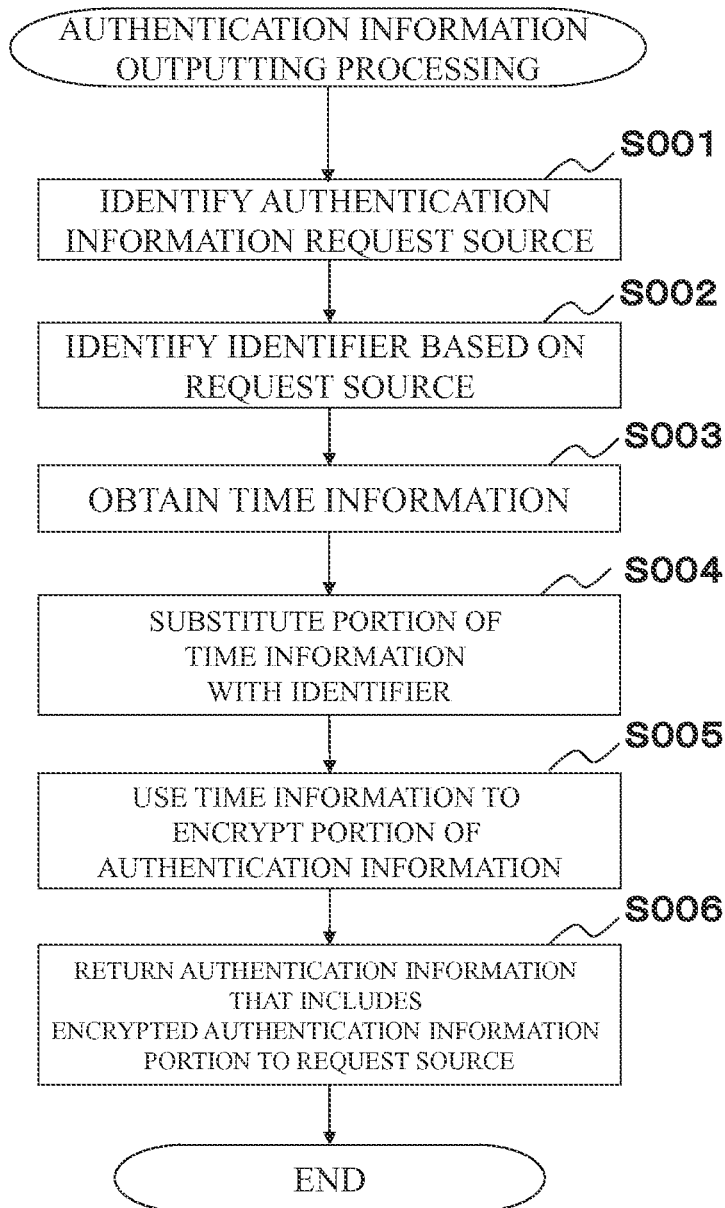 AUTHENTICATION INFORMATION
OUTPUTTING PROCESSING
S001
IDENTIFY AUTHENTICATION
INFORMATION REQUEST SOURCE
S002
IDENTIFY IDENTIFIER BASED ON
REQUEST SOURCE
S003
OBTAIN TIME INFORMATION
S004
SUBSTITUTE PORTION OF
TIME INFORMATION
WITH IDENTIFIER
S005
USE TIME INFORMATION TO
ENCRYPT PORTION OF
AUTHENTICATION INFORMATION
S006
RETURN AUTHENTICATION INFORMATION
THAT INCLUDES
ENCRYPTED AUTHENTICATION INFORMATION
PORTION TO REQUEST SOURCE
END